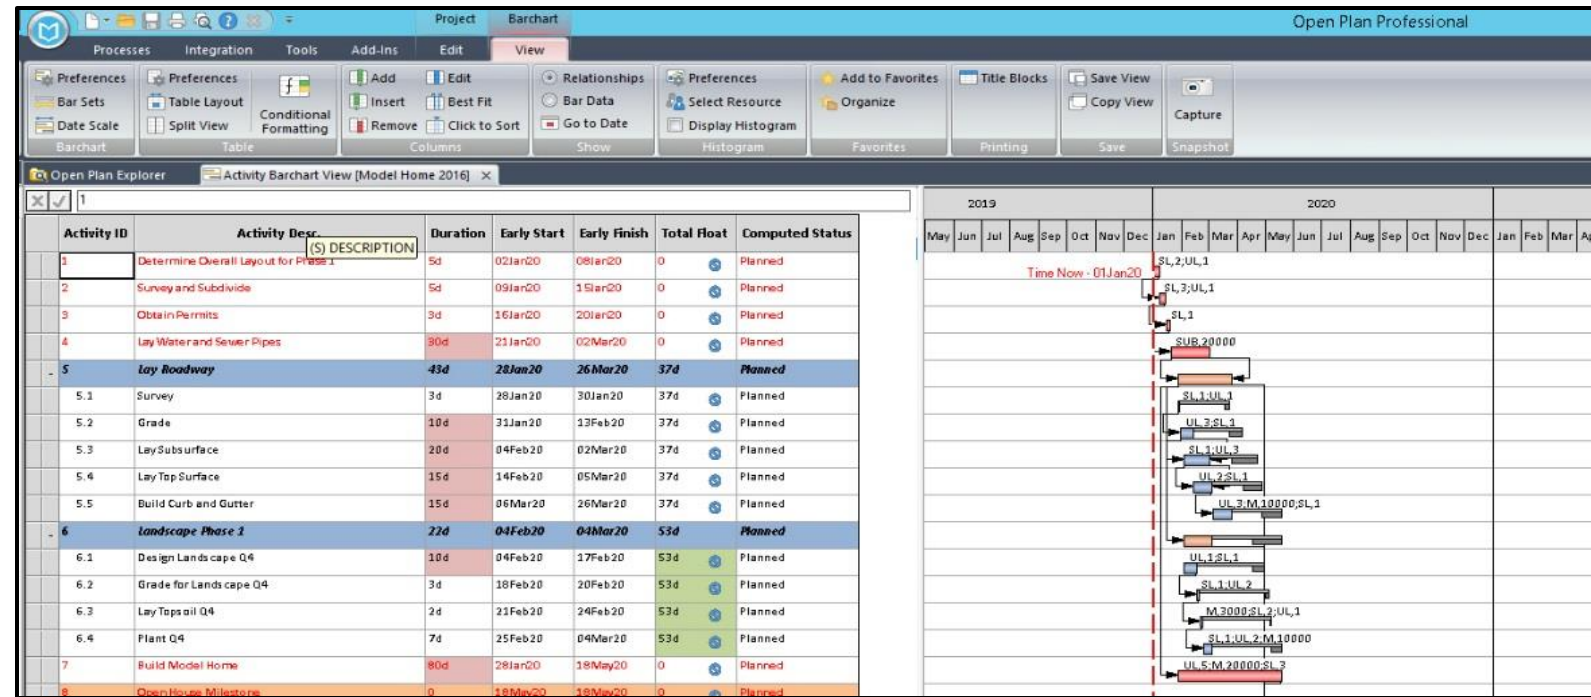 Project Barchart Open Plan Professional
Processes Integration Tools Add-Ins Edit View
Preferences Preferences Add Edit Relationships Preferences Add to Favorites Title Blocks Save View
Bar Sets Table Layout Insert Best Fit Bar Data Select Resource Organize Copy View
Date Scale Split View Conditional Formatting Remove Click to Sort Go to Date Display Histogram Capture
Barchart Table Columns Show Histogram Favorites Printing Save Snapshot
Open Plan Explorer Activity Barchart View [Model Home 2016]
1
2019 2020
Activity ID Activity Desc. Duration Early Start Early Finish Total Float Computed Status
May Jun Jul Aug Sep Oct Nov Dec Jan Feb Mar Apr May Jun Jul Aug Sep Oct Nov Dec Jan Feb Mar
(S) DESCRIPTION
1 Determine Overall Layout for Phase 1 5d 02Jan20 08Jan20 0 Planned SL,2;UL,1
Time Now - 01Jan20
2 Survey and Subdivide 5d 09Jan20 15Jan20 0 Planned SL,3;UL,1
3 Obtain Permits 3d 16Jan20 20Jan20 0 Planned SL,1
4 Lay Water and Sewer Pipes 30d 21Jan20 02Mar20 0 Planned SUB,20000
- 5 Lay Roadway 43d 28Jan20 26Mar20 37d Planned
5.1 Survey 3d 28Jan20 30Jan20 37d Planned SL,1;UL,1
5.2 Grade 10d 31Jan20 13Feb20 37d Planned UL,3;SL,1
5.3 Lay Subsurface 20d 04Feb20 02Mar20 37d Planned SL,1;UL,3
5.4 Lay Top Surface 15d 14Feb20 05Mar20 37d Planned UL,2;SL,1
5.5 Build Curb and Gutter 15d 06Mar20 26Mar20 37d Planned UL,3;M,10000;SL,1
- 6 Landscape Phase 1 22d 04Feb20 04Mar20 53d Planned
6.1 Design Landscape Q4 10d 04Feb20 17Feb20 53d Planned UL,1;SL,1
6.2 Grade for Landscape Q4 3d 18Feb20 20Feb20 53d Planned SL,1;UL,2
6.3 Lay Topsoil Q4 2d 21Feb20 24Feb20 53d Planned M,3000;SL,2;UL,1
6.4 Plant Q4 7d 25Feb20 04Mar20 53d Planned SL,1;UL,2;M,10000
7 Build Model Home 80d 28Jan20 18May20 0 Planned UL,5;M,20000;SL,3
8 Open House Milestone 0 18May20 18May20 0 Planned